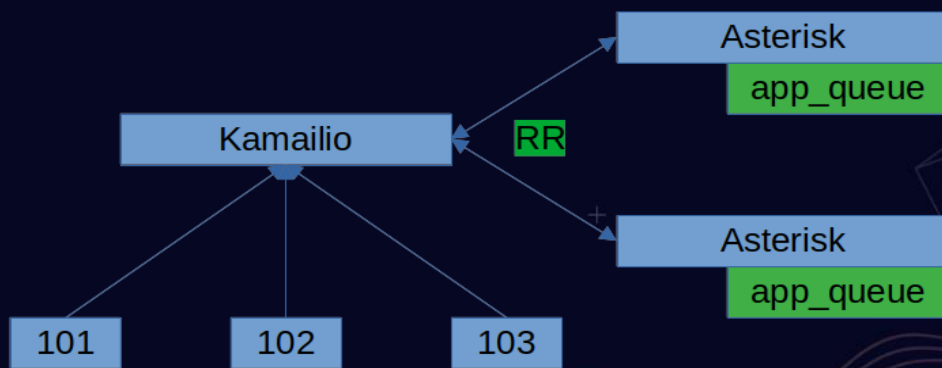 Asterisk
app_queue
Kamailio
RR
Asterisk
app_queue
101
102
103